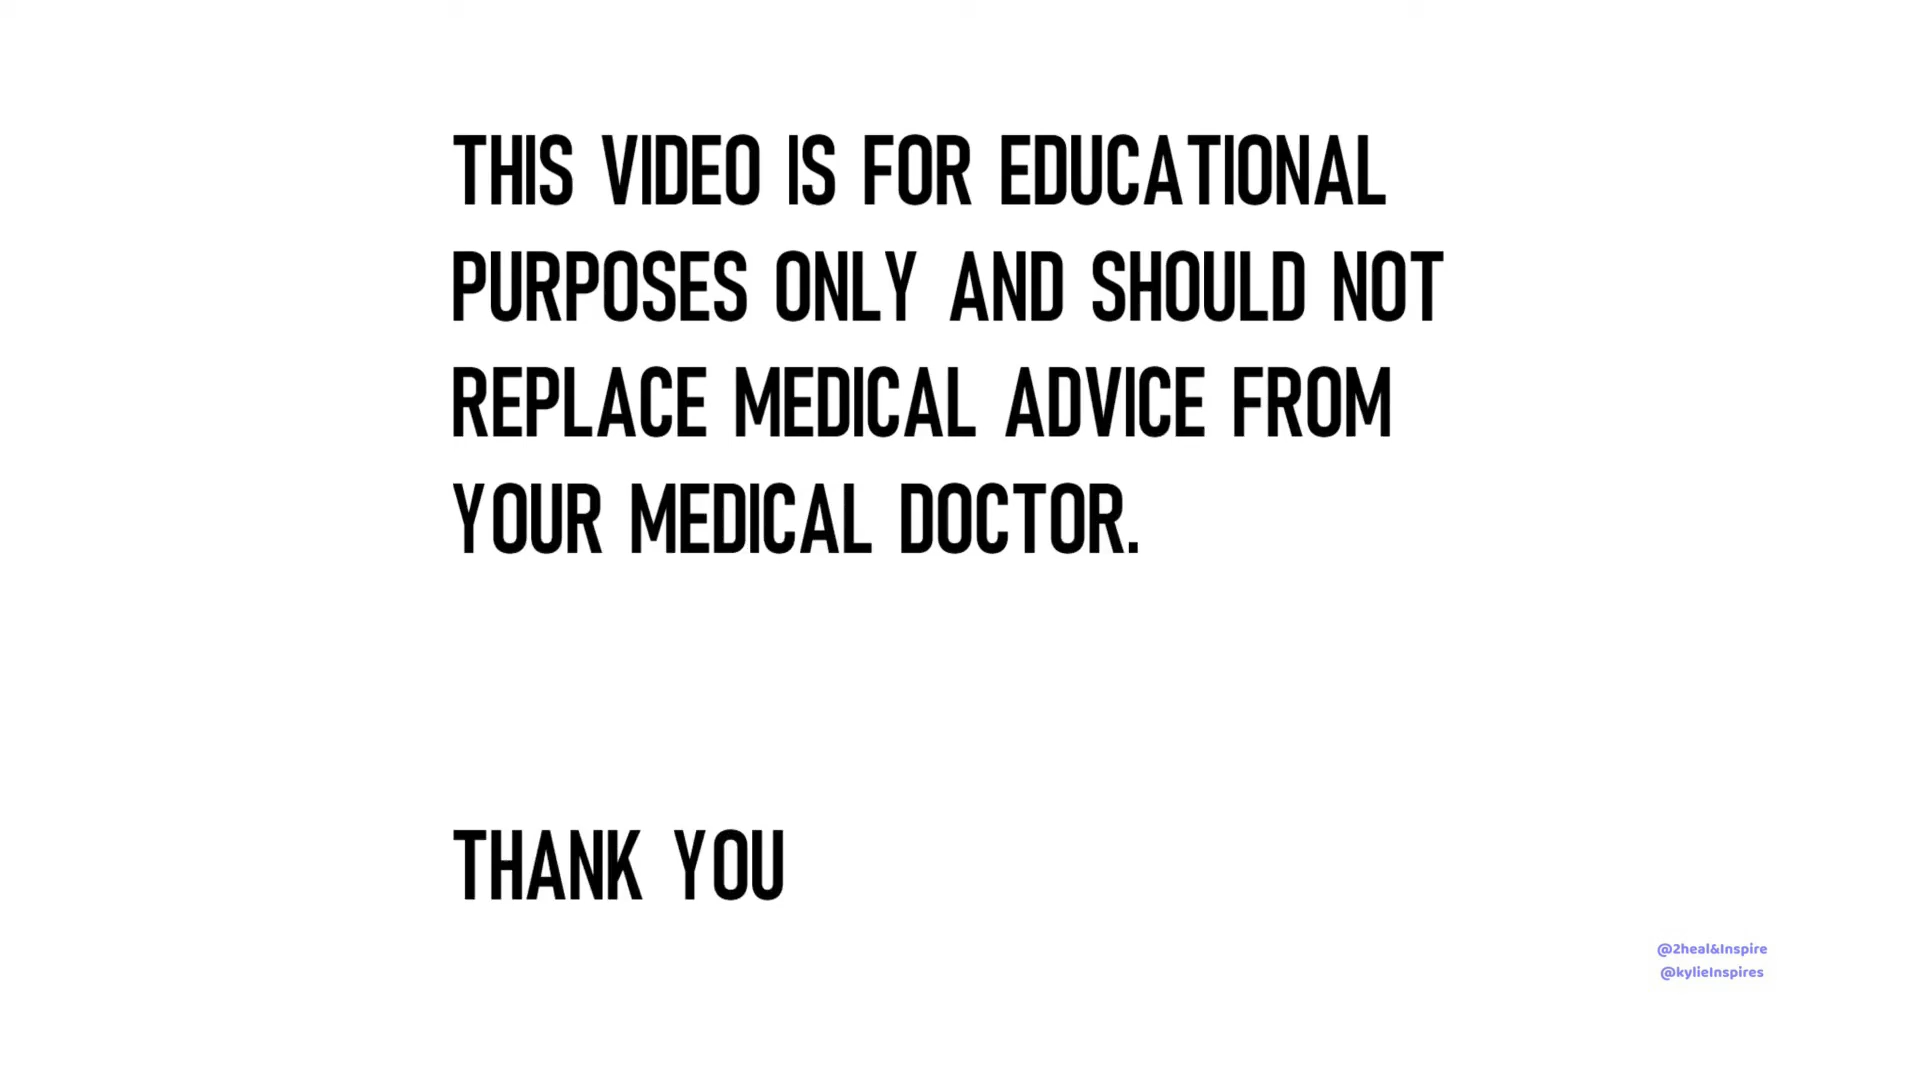 THIS VIDEO IS FOR EDUCATIONAL
PURPOSES ONLY AND SHOULD NOT
REPLACE MEDICAL ADVICE FROM
YOUR MEDICAL DOCTOR.
THANK YOU
@2heal&Inspire
@kylieInspires